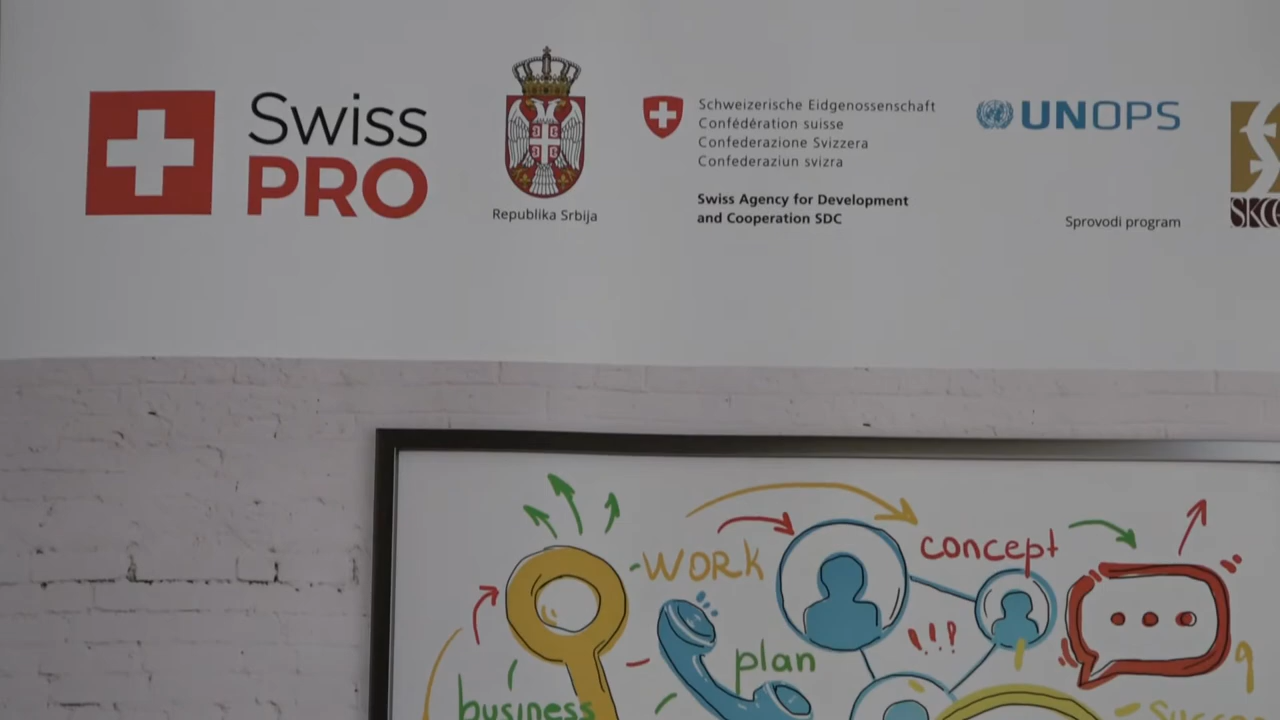 Swiss
PRO
Republika Srbija
Schweizerische Eidgenossenschaft
Confédération suisse
Confederazione Svizzera
Confederaziun svizra
Swiss Agency for Development
and Cooperation SDC
UNOPS
Sprovodi program
WORK
concept
!!?
plan
business